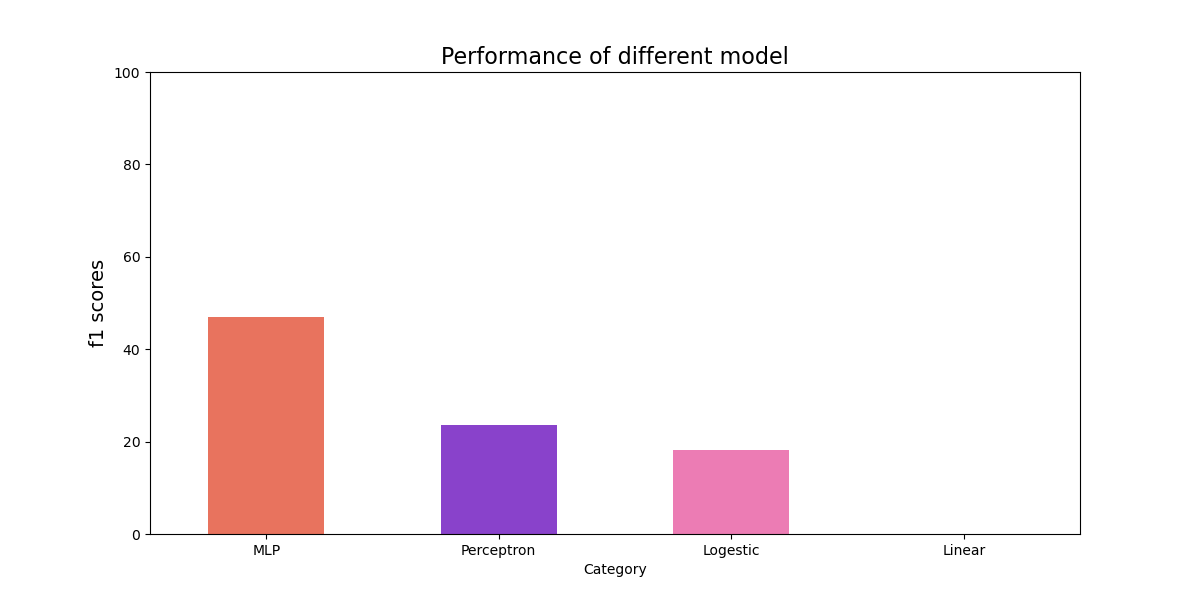 Performance of different model
100
80
60
40
20
0
f1 scores
MLP
Perceptron
Logestic
Linear
Category